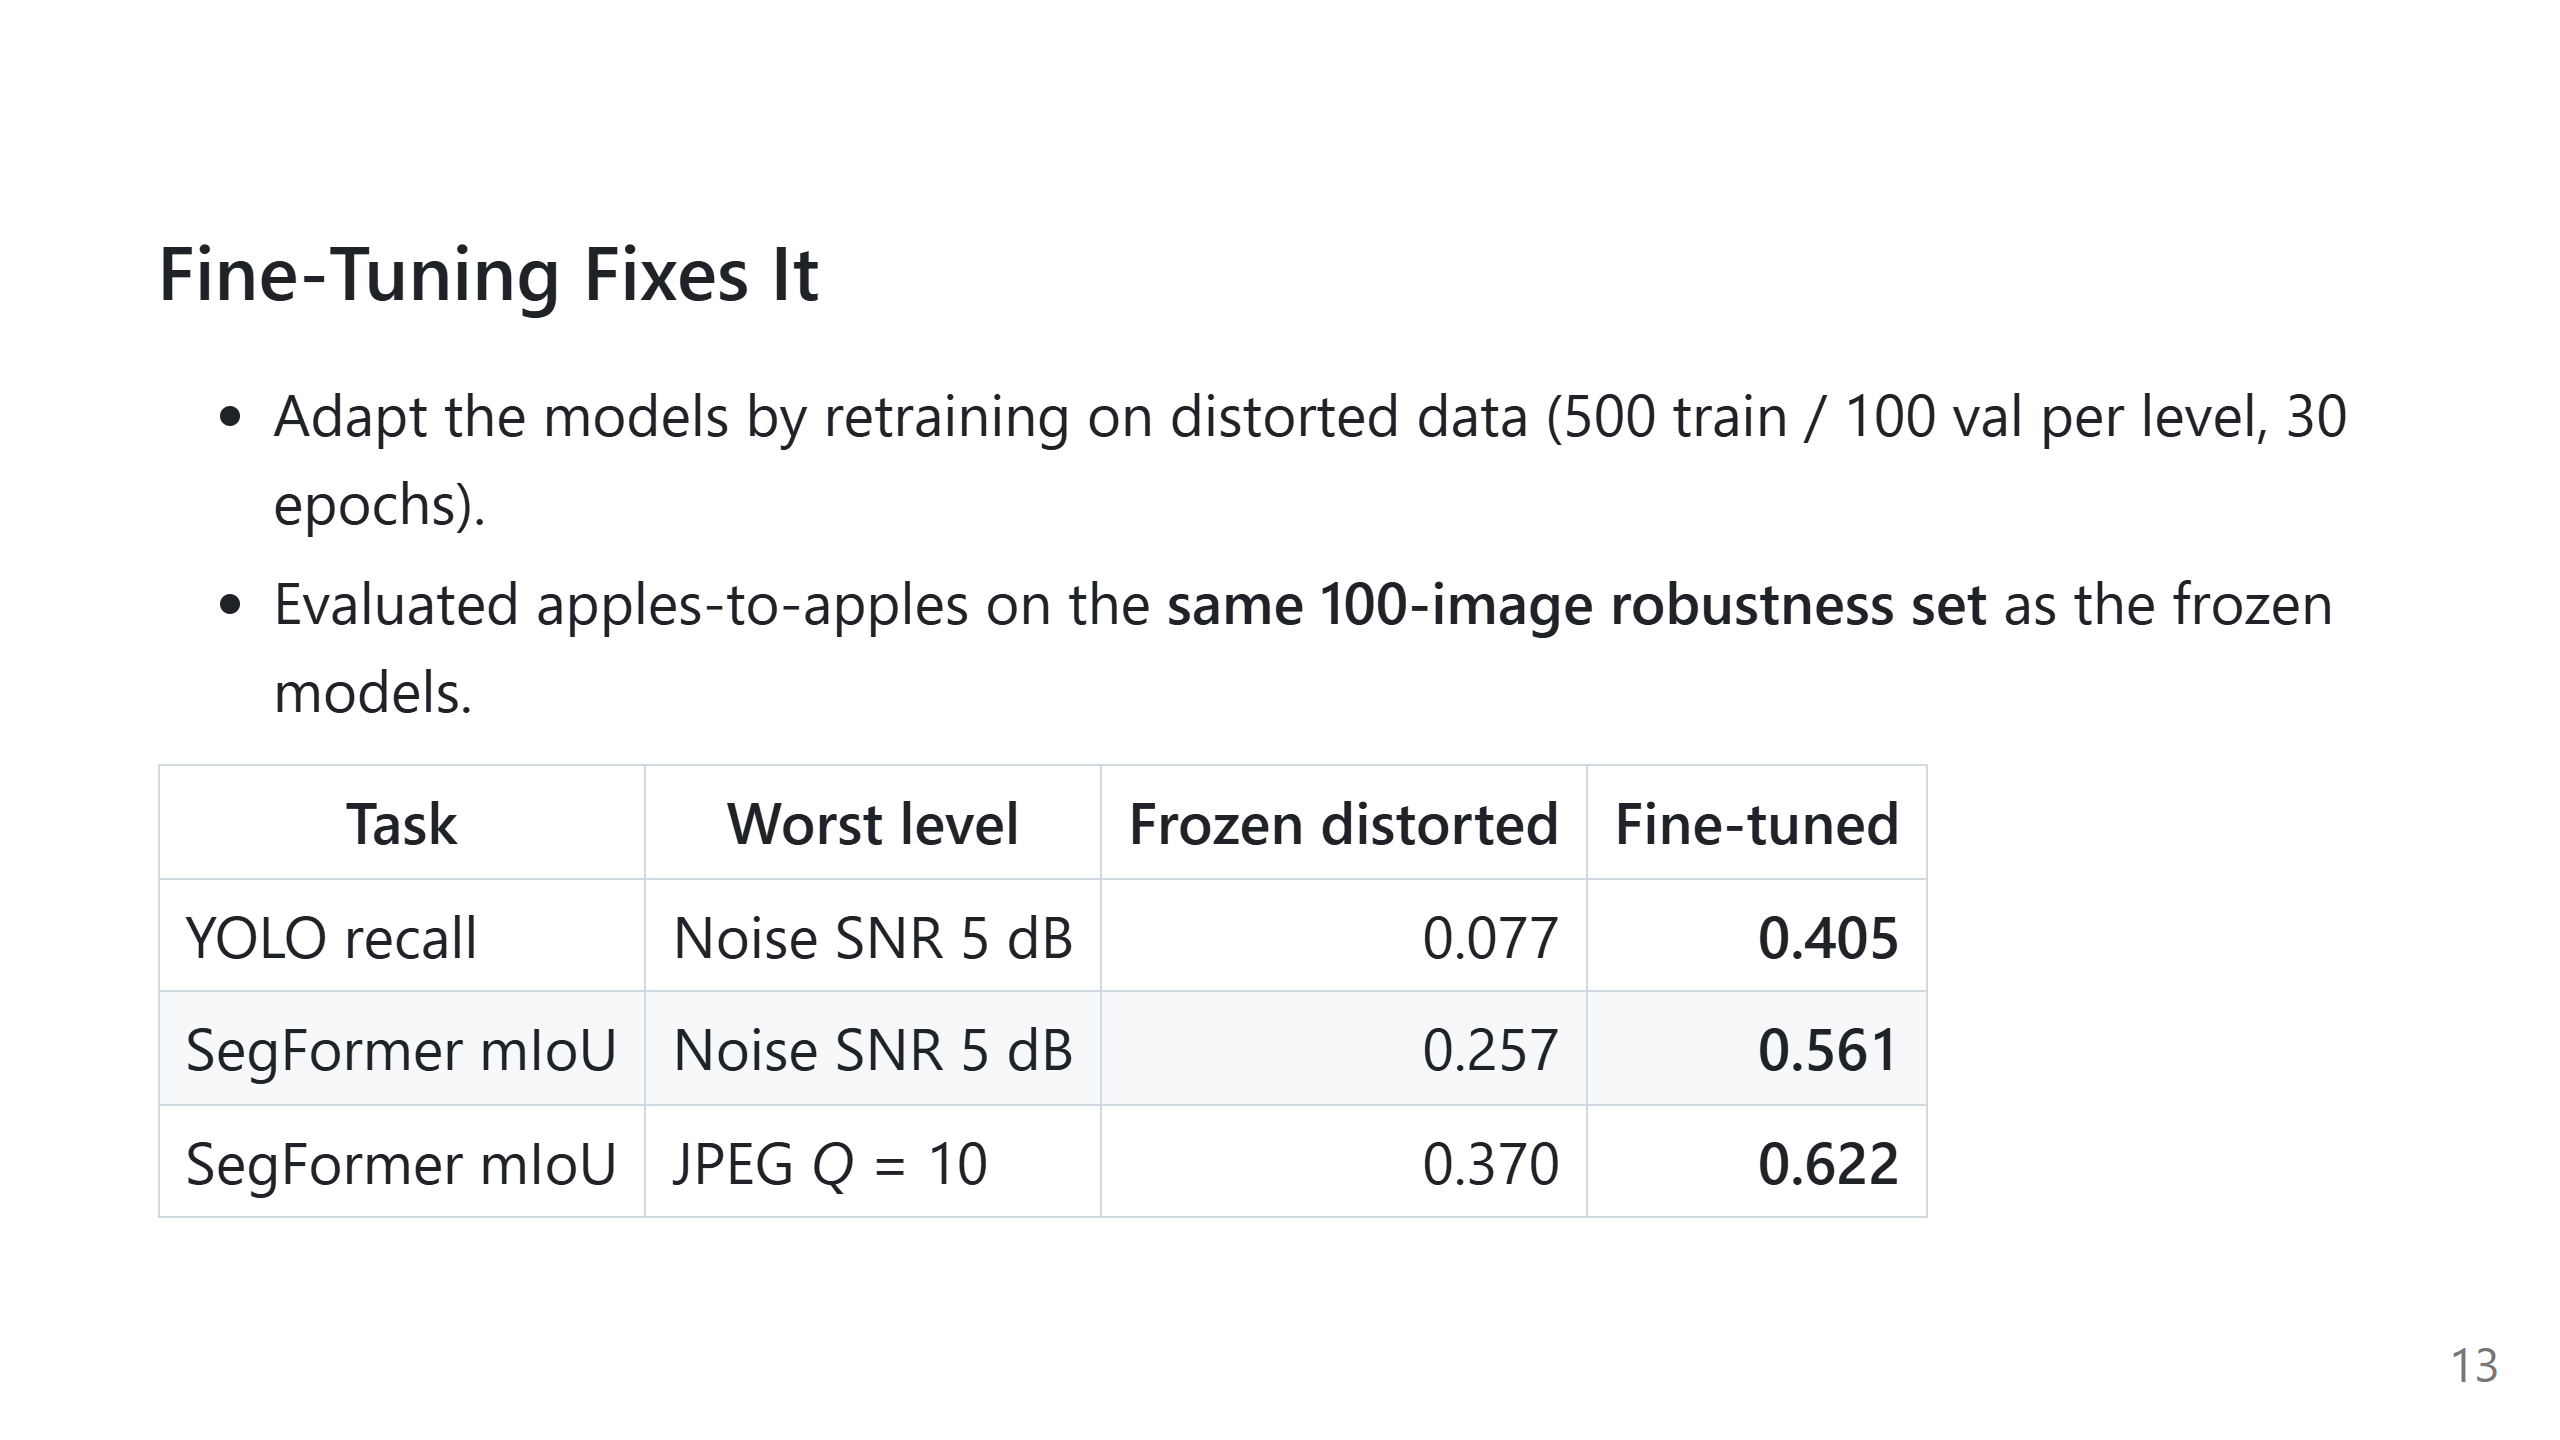 Fine-Tuning Fixes It
• Adapt the models by retraining on distorted data (500 train / 100 val per level, 30
epochs).
• Evaluated apples-to-apples on the same 100-image robustness set as the frozen
models.
Task Worst level Frozen distorted Fine-tuned
YOLO recall Noise SNR 5 dB 0.077 0.405
SegFormer mIoU Noise SNR 5 dB 0.257 0.561
SegFormer mIoU JPEG Q = 10 0.370 0.622
13